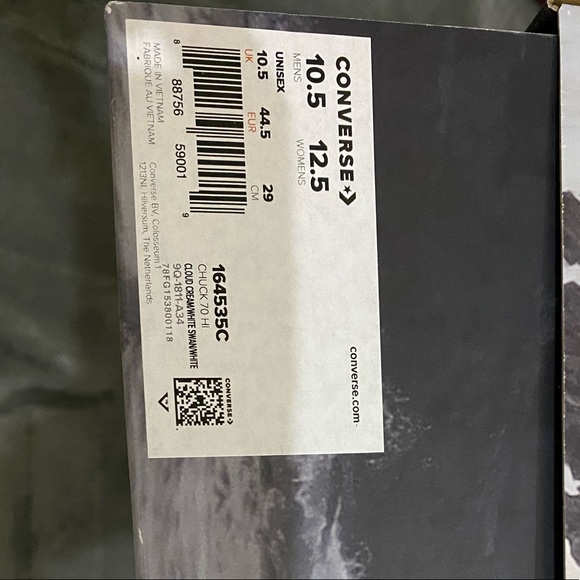 CONVERSE
MENS WOMENS
10.5 12.5
UNISEX
10.5 44.5 29
UK EUR CM
8 88756 59001 9
MADE IN VIETNAM
FABRIQUE AU VIETNAM
Converse BV, Colosseum 1
1213NL Hilversum, The Netherlands
converse.com
164535C
CHUCK 70 HI
CLOUD CREAM/WHITE SWAN/WHITE
9Q-1811-A34
78FG153800118
CONVERSE